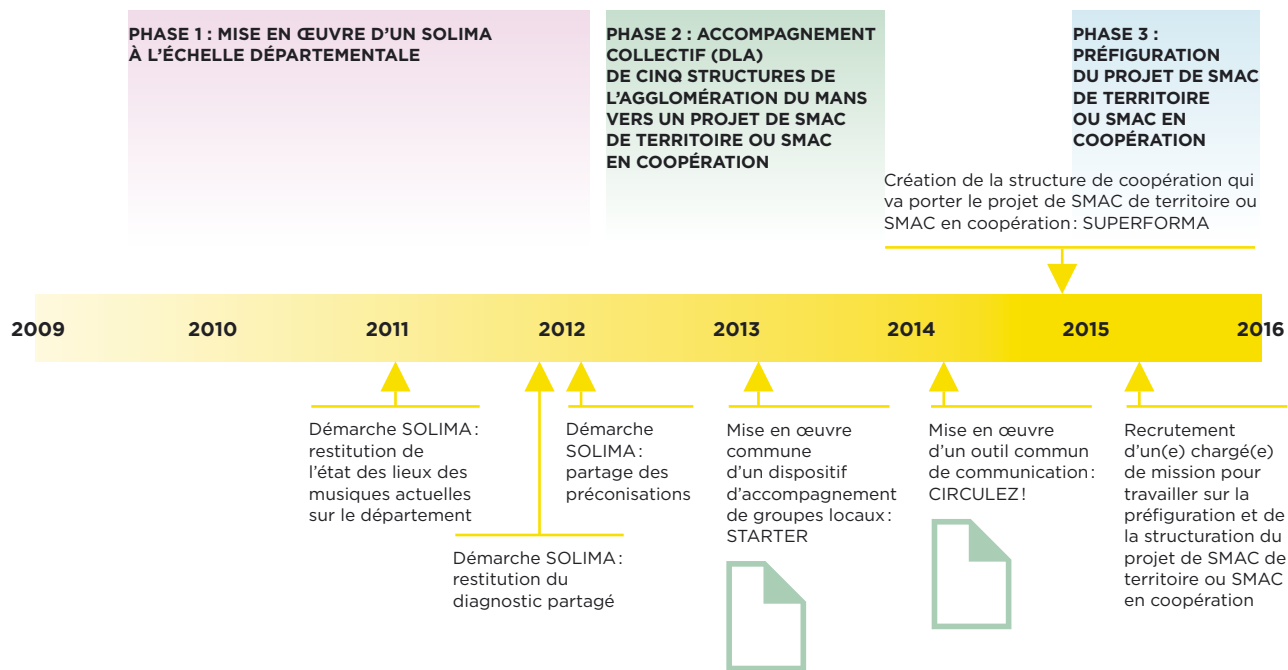 PHASE 1 : MISE EN ŒUVRE D'UN SOLIMA
À L'ÉCHELLE DÉPARTEMENTALE
PHASE 2 : ACCOMPAGNEMENT
COLLECTIF (DLA)
DE CINQ STRUCTURES DE
L'AGGLOMÉRATION DU MANS
VERS UN PROJET DE SMAC
DE TERRITOIRE OU SMAC
EN COOPÉRATION
PHASE 3 :
PRÉFIGURATION
DU PROJET DE SMAC
DE TERRITOIRE
OU SMAC EN
COOPÉRATION
Création de la structure de coopération qui
va porter le projet de SMAC de territoire ou
SMAC en coopération : SUPERFORMA
2009 2010 2011 2012 2013 2014 2015 2016
Démarche SOLIMA :
restitution de
l'état des lieux des
musiques actuelles
sur le département
Démarche SOLIMA :
restitution du
diagnostic partagé
Démarche
SOLIMA :
partage des
préconisations
Mise en œuvre
commune
d'un dispositif
d'accompagnement
de groupes locaux :
STARTER
Mise en œuvre
d'un outil commun
de communication :
CIRCULEZ !
Recrutement
d'un(e) chargé(e)
de mission pour
travailler sur la
préfiguration et de
la structuration du
projet de SMAC de
territoire ou SMAC
en coopération